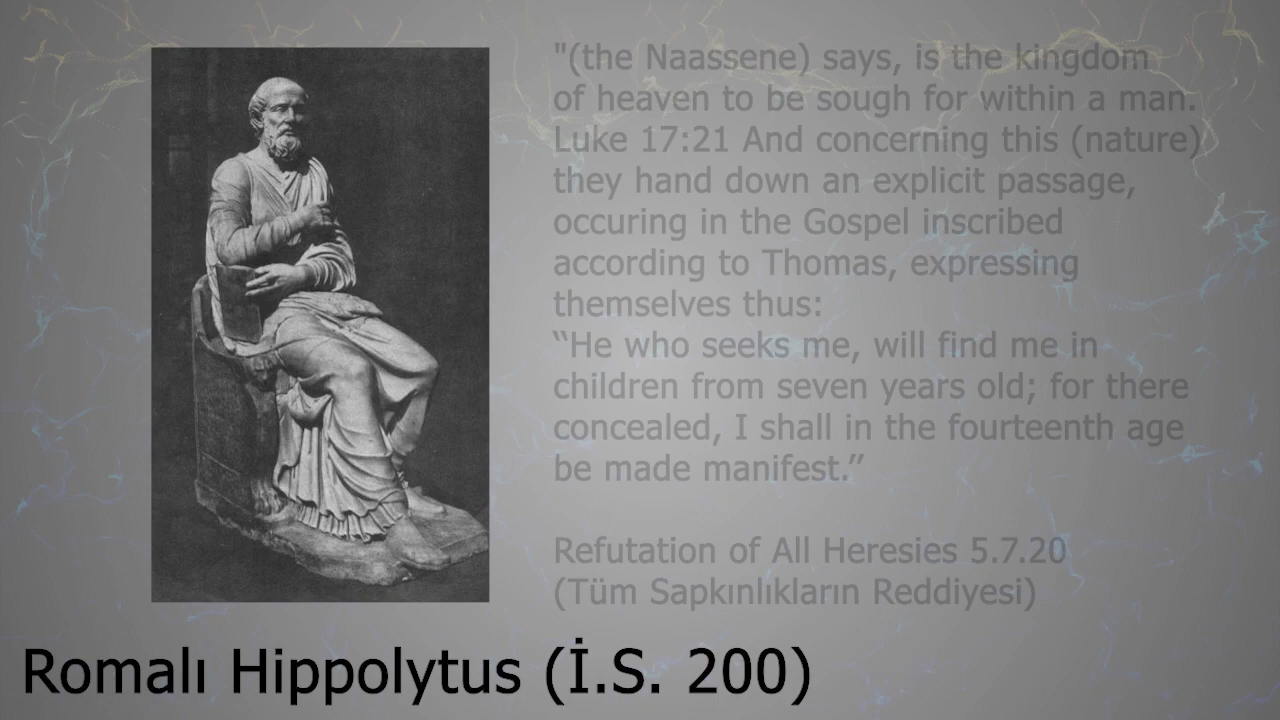 "(the Naassene) says, is the kingdom
of heaven to be sough for within a man.
Luke 17:21 And concerning this (nature)
they hand down an explicit passage,
occuring in the Gospel inscribed
according to Thomas, expressing
themselves thus:
“He who seeks me, will find me in
children from seven years old; for there
concealed, I shall in the fourteenth age
be made manifest.”
Refutation of All Heresies 5.7.20
(Tüm Sapkınlıkların Reddiyesi)
Romalı Hippolytus (İ.S. 200)